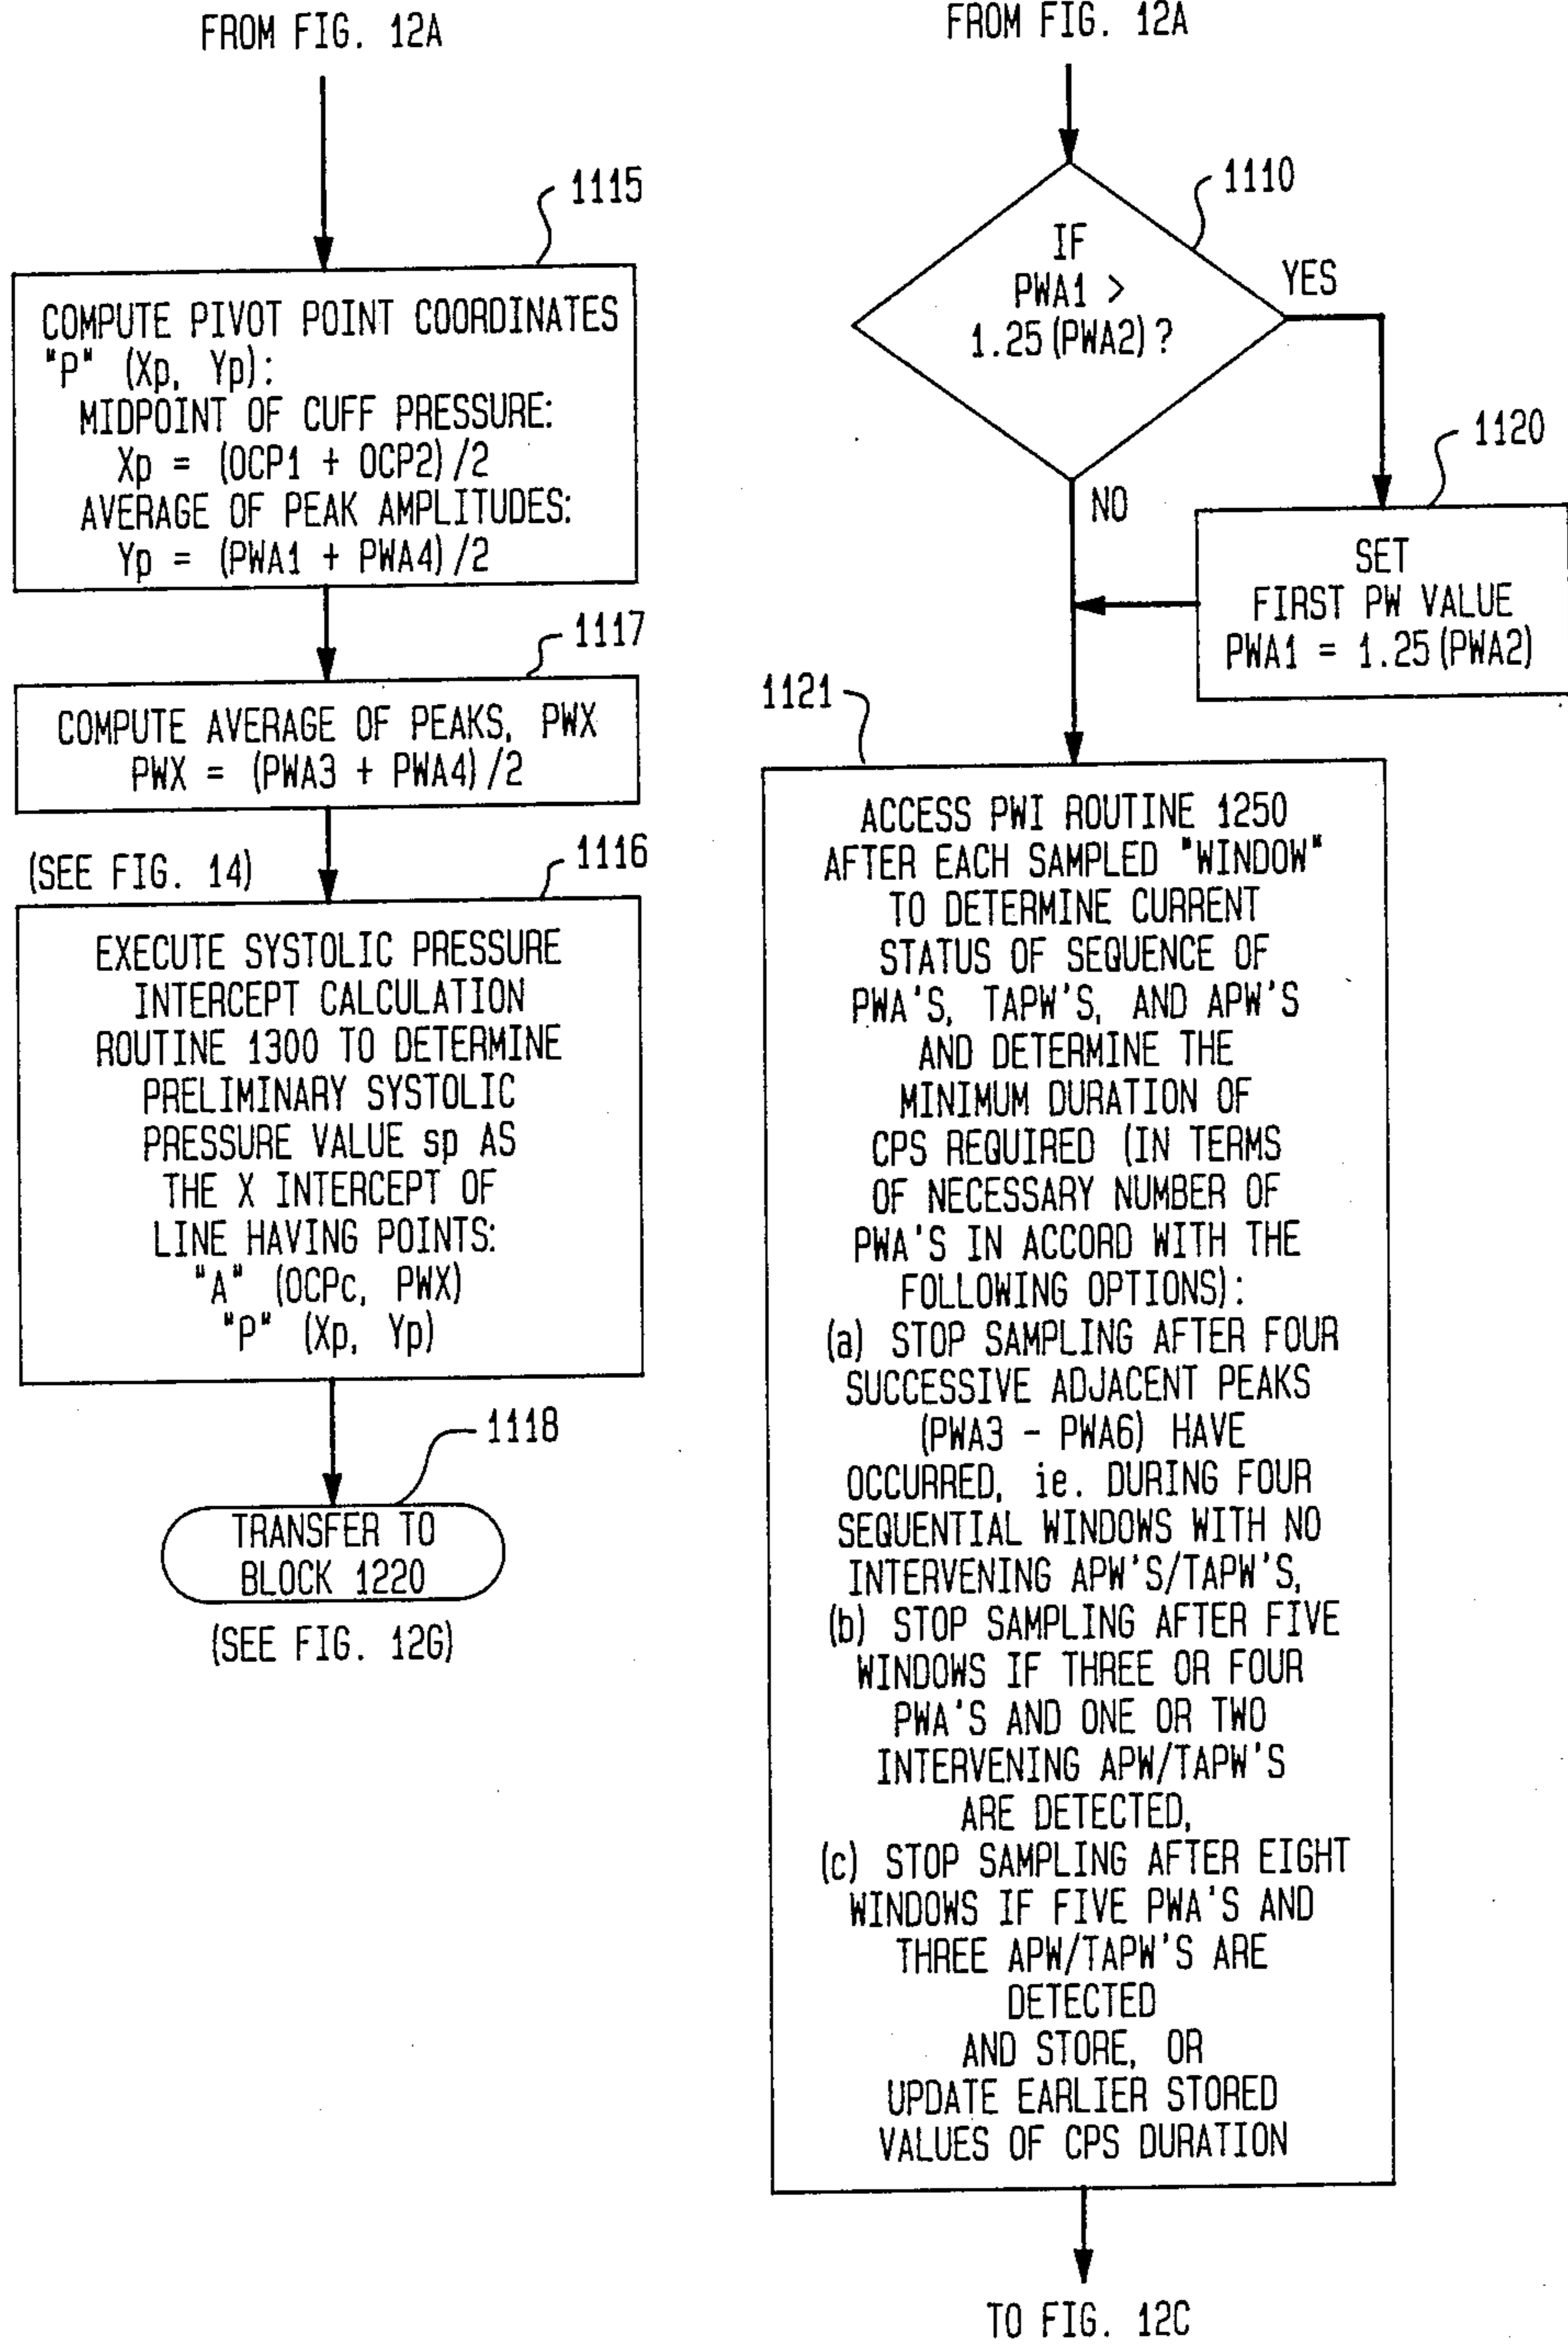 FROM FIG. 12A
1115
COMPUTE PIVOT POINT COORDINATES
"P" (Xp, Yp):
MIDPOINT OF CUFF PRESSURE:
Xp = (OCP1 + OCP2)/2
AVERAGE OF PEAK AMPLITUDES:
Yp = (PWA1 + PWA4)/2
1117
COMPUTE AVERAGE OF PEAKS, PWX
PWX = (PWA3 + PWA4)/2
(SEE FIG. 14)
1116
EXECUTE SYSTOLIC PRESSURE
INTERCEPT CALCULATION
ROUTINE 1300 TO DETERMINE
PRELIMINARY SYSTOLIC
PRESSURE VALUE sp AS
THE X INTERCEPT OF
LINE HAVING POINTS:
"A" (OCPc, PWX)
"P" (Xp, Yp)
1118
TRANSFER TO
BLOCK 1220
(SEE FIG. 12G)
FROM FIG. 12A
1110
IF
PWA1 >
1.25(PWA2)?
YES
NO
1120
SET
FIRST PW VALUE
PWA1 = 1.25(PWA2)
1121
ACCESS PWI ROUTINE 1250
AFTER EACH SAMPLED "WINDOW"
TO DETERMINE CURRENT
STATUS OF SEQUENCE OF
PWA'S, TAPW'S, AND APW'S
AND DETERMINE THE
MINIMUM DURATION OF
CPS REQUIRED (IN TERMS
OF NECESSARY NUMBER OF
PWA'S IN ACCORD WITH THE
FOLLOWING OPTIONS):
(a) STOP SAMPLING AFTER FOUR
SUCCESSIVE ADJACENT PEAKS
(PWA3 - PWA6) HAVE
OCCURRED, ie. DURING FOUR
SEQUENTIAL WINDOWS WITH NO
INTERVENING APW'S/TAPW'S,
(b) STOP SAMPLING AFTER FIVE
WINDOWS IF THREE OR FOUR
PWA'S AND ONE OR TWO
INTERVENING APW/TAPW'S
ARE DETECTED,
(c) STOP SAMPLING AFTER EIGHT
WINDOWS IF FIVE PWA'S AND
THREE APW/TAPW'S ARE
DETECTED
AND STORE, OR
UPDATE EARLIER STORED
VALUES OF CPS DURATION
TO FIG. 12C